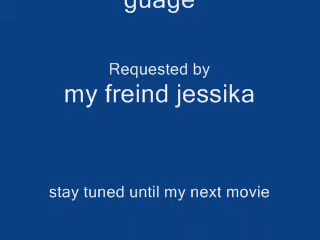 guage
Requested by
my freind jessika
stay tuned until my next movie